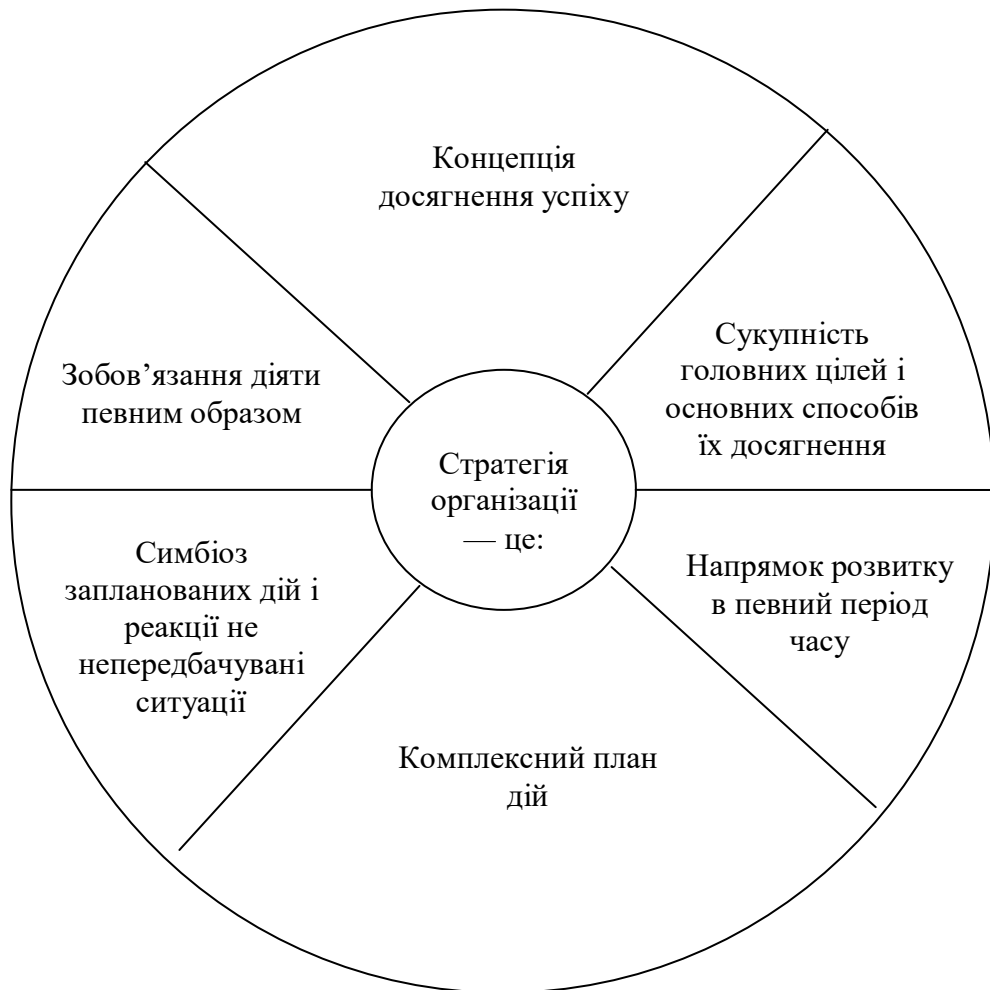 Концепція
досягнення успіху
Сукупність
головних цілей і
основних способів
їх досягнення
Зобов’язання діяти
певним образом
Стратегія
організації
— це:
Напрямок розвитку
в певний період
часу
Симбіоз
запланованих дій і
реакції не
непередбачувані
ситуації
Комплексний план
дій